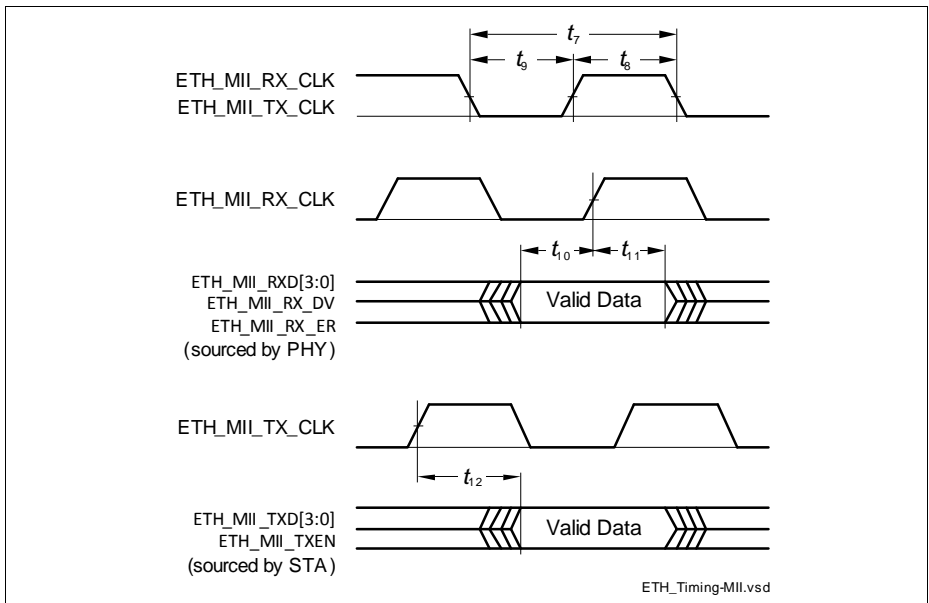 t7
t9
t8
ETH_MII_RX_CLK
ETH_MII_TX_CLK
ETH_MII_RX_CLK
t10
t11
ETH_MII_RXD[3:0]
ETH_MII_RX_DV
ETH_MII_RX_ER
(sourced by PHY)
Valid Data
ETH_MII_TX_CLK
t12
ETH_MII_TXD[3:0]
ETH_MII_TXEN
(sourced by STA)
Valid Data
ETH_Timing-MII.vsd